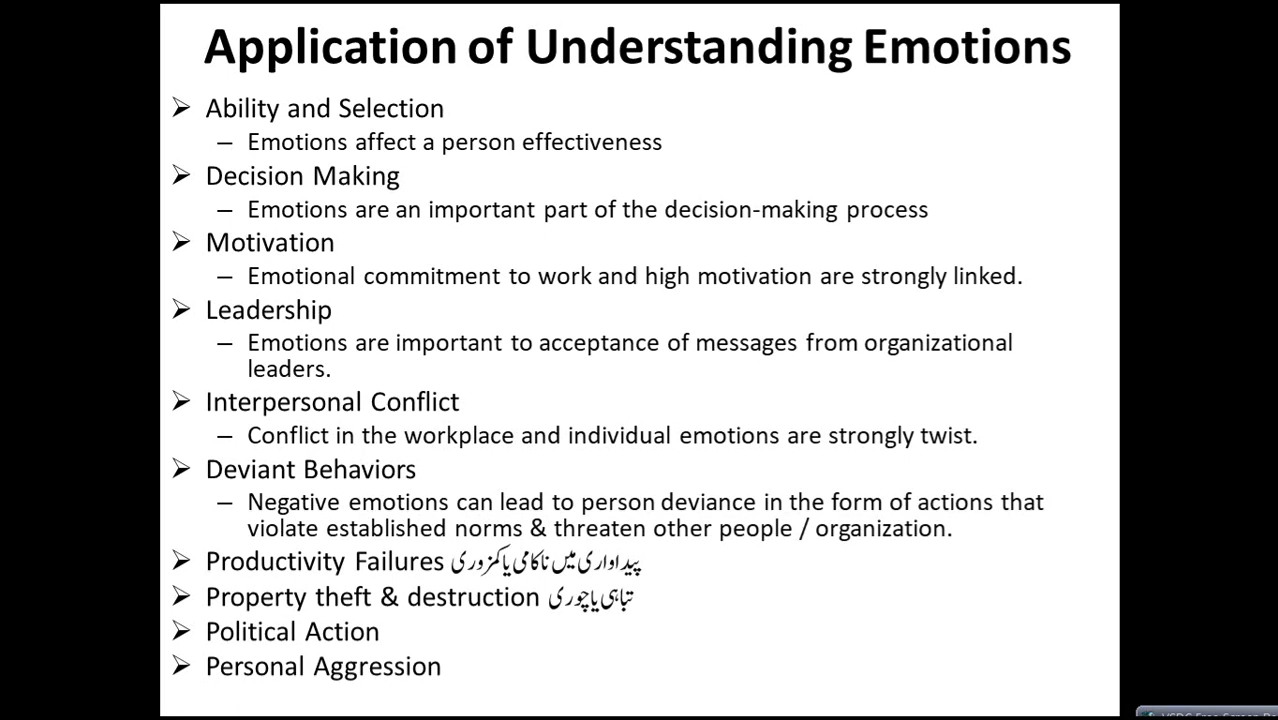 Application of Understanding Emotions
➢ Ability and Selection
– Emotions affect a person effectiveness
➢ Decision Making
– Emotions are an important part of the decision-making process
➢ Motivation
– Emotional commitment to work and high motivation are strongly linked.
➢ Leadership
– Emotions are important to acceptance of messages from organizational
leaders.
➢ Interpersonal Conflict
– Conflict in the workplace and individual emotions are strongly twist.
➢ Deviant Behaviors
– Negative emotions can lead to person deviance in the form of actions that
violate established norms & threaten other people / organization.
➢ Productivity Failures پیداواری میں ناکامی یا کمزوری
➢ Property theft & destruction تباہی یا چوری
➢ Political Action
➢ Personal Aggression